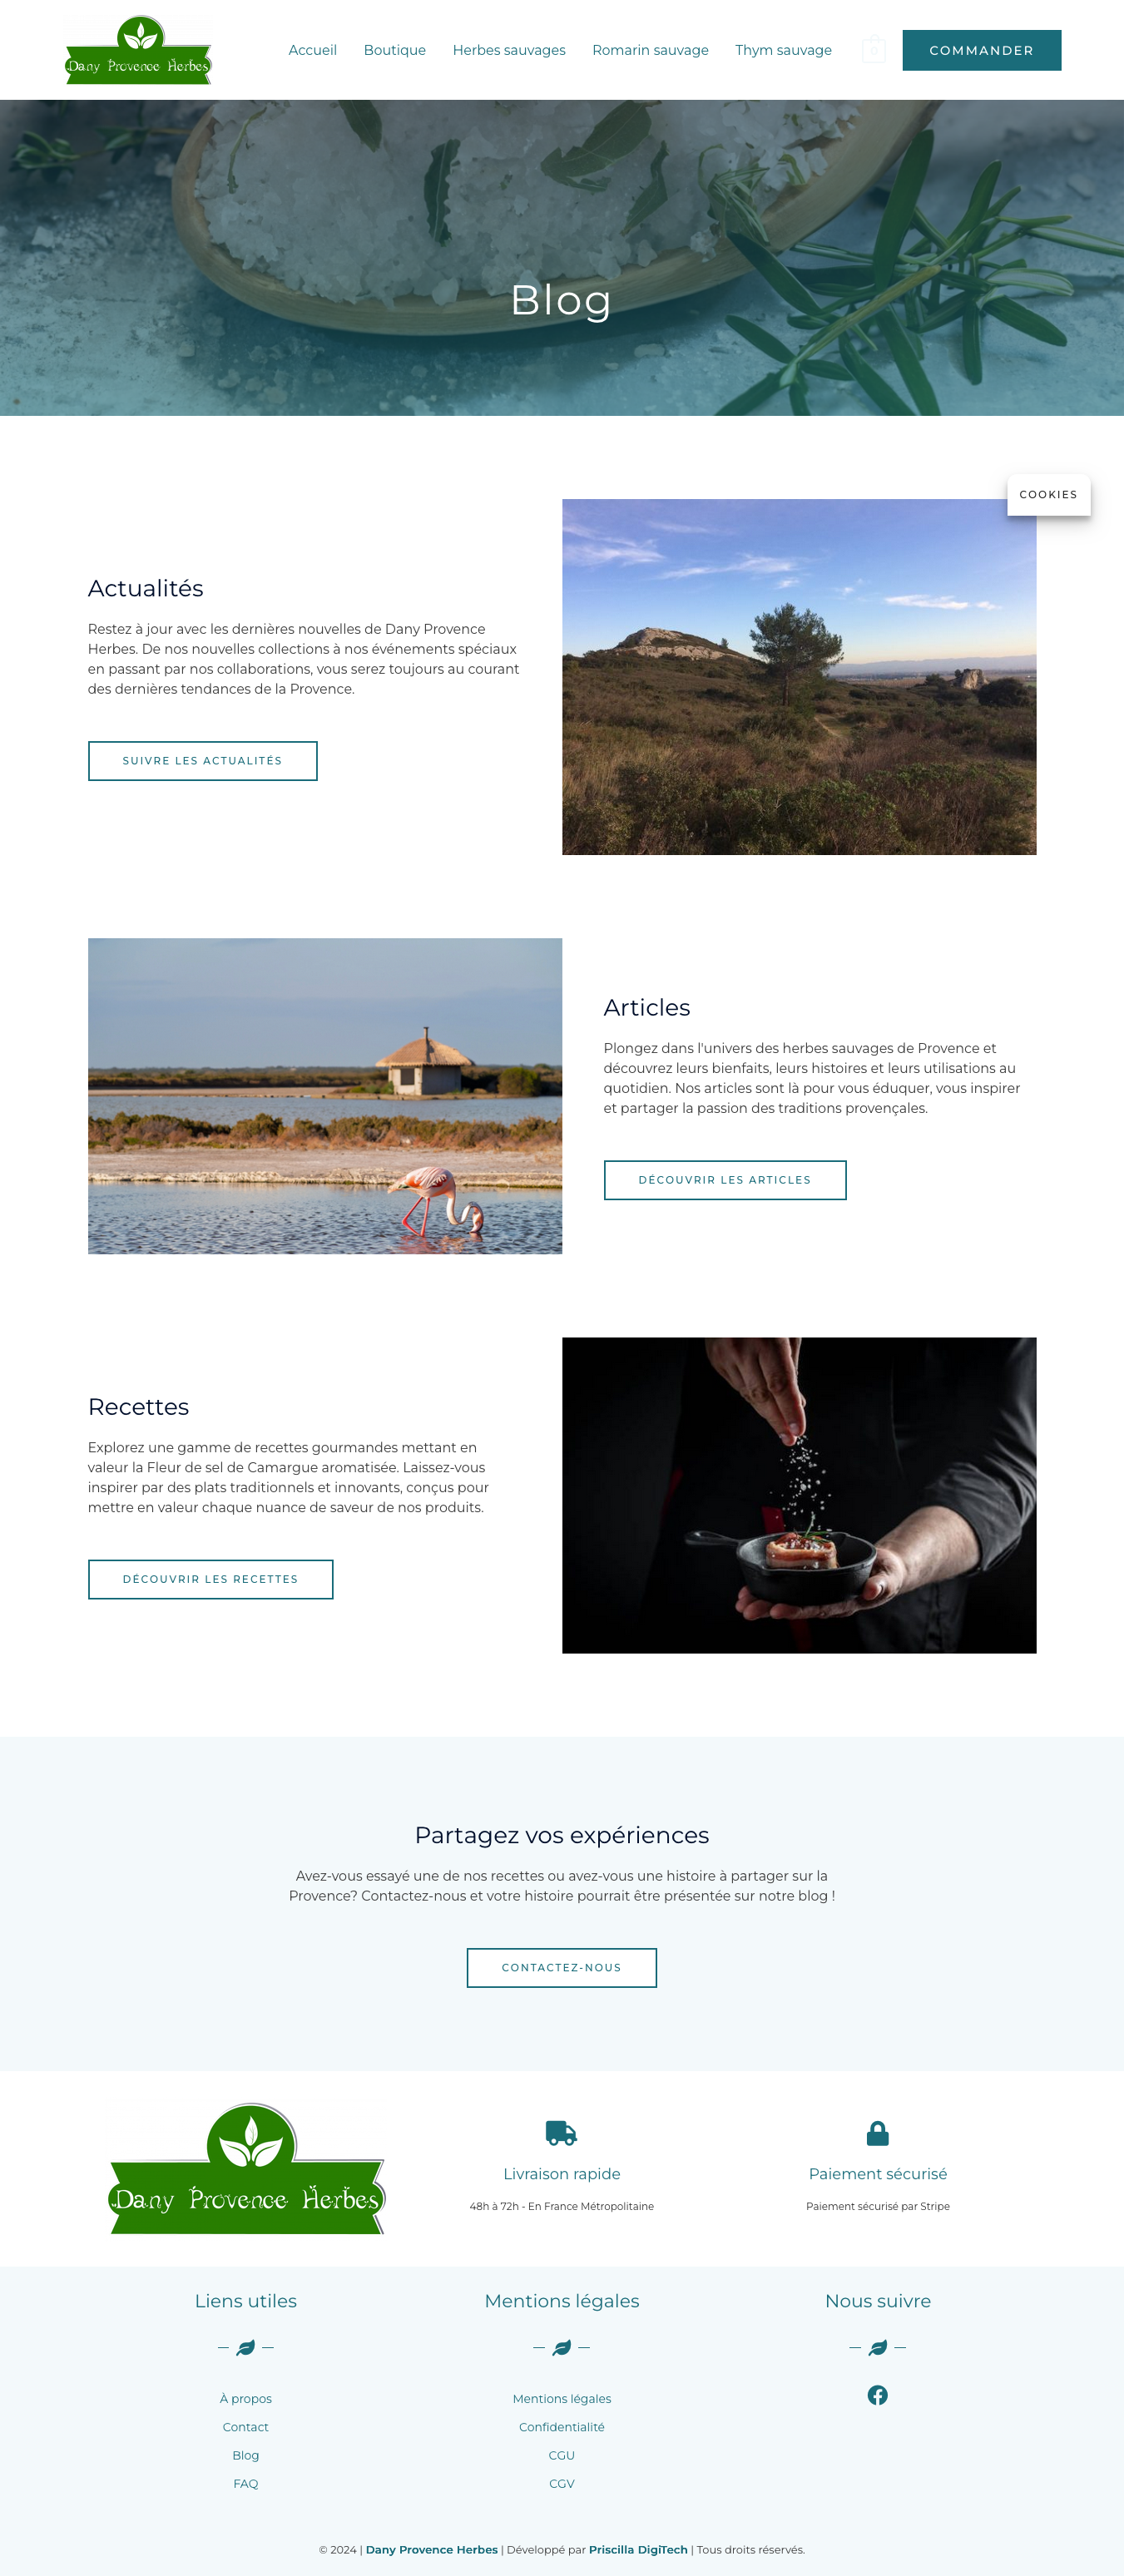 Dany Provence Herbes
Accueil
Boutique
Herbes sauvages
Romarin sauvage
Thym sauvage
0
COMMANDER
Blog
COOKIES
Actualités
Restez à jour avec les dernières nouvelles de Dany Provence
Herbes. De nos nouvelles collections à nos événements spéciaux
en passant par nos collaborations, vous serez toujours au courant
des dernières tendances de la Provence.
SUIVRE LES ACTUALITÉS
Articles
Plongez dans l'univers des herbes sauvages de Provence et
découvrez leurs bienfaits, leurs histoires et leurs utilisations au
quotidien. Nos articles sont là pour vous éduquer, vous inspirer
et partager la passion des traditions provençales.
DÉCOUVRIR LES ARTICLES
Recettes
Explorez une gamme de recettes gourmandes mettant en
valeur la Fleur de sel de Camargue aromatisée. Laissez-vous
inspirer par des plats traditionnels et innovants, conçus pour
mettre en valeur chaque nuance de saveur de nos produits.
DÉCOUVRIR LES RECETTES
Partagez vos expériences
Avez-vous essayé une de nos recettes ou avez-vous une histoire à partager sur la
Provence? Contactez-nous et votre histoire pourrait être présentée sur notre blog !
CONTACTEZ-NOUS
Dany Provence Herbes
Livraison rapide
48h à 72h - En France Métropolitaine
Paiement sécurisé
Paiement sécurisé par Stripe
Liens utiles
À propos
Contact
Blog
FAQ
Mentions légales
Mentions légales
Confidentialité
CGU
CGV
Nous suivre
© 2024 | Dany Provence Herbes | Développé par Priscilla DigiTech | Tous droits réservés.